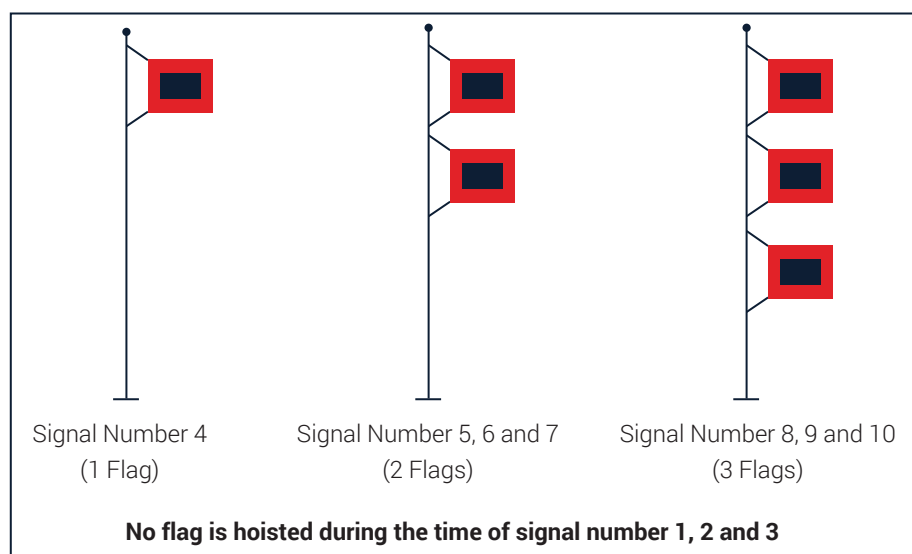 Signal Number 4
(1 Flag)
Signal Number 5, 6 and 7
(2 Flags)
Signal Number 8, 9 and 10
(3 Flags)
No flag is hoisted during the time of signal number 1, 2 and 3